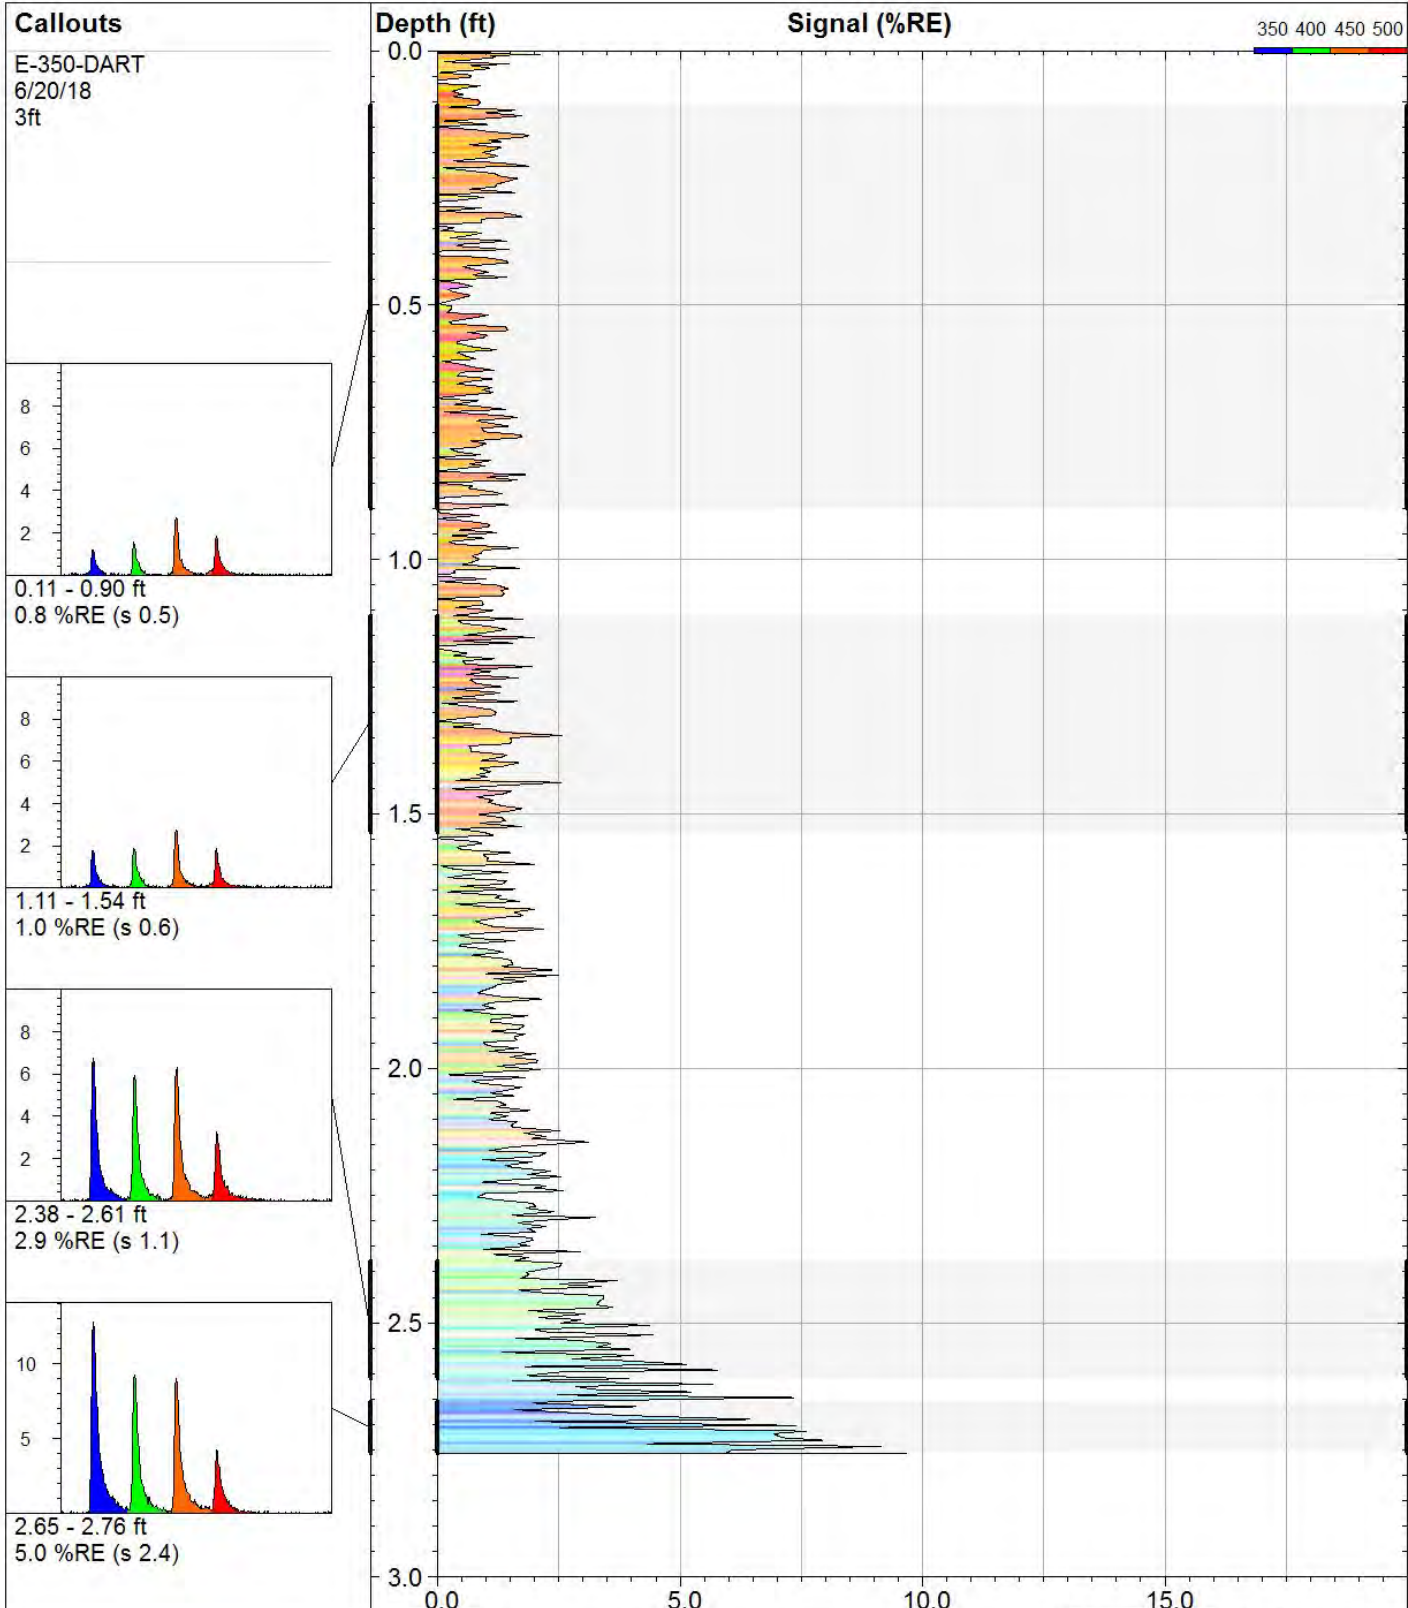 Callouts
Depth (ft)
Signal (%RE)
350 400 450 500
E-350-DART
6/20/18
3ft
8
6
4
2
0.11 - 0.90 ft
0.8 %RE (s 0.5)
8
6
4
2
1.11 - 1.54 ft
1.0 %RE (s 0.6)
8
6
4
2
2.38 - 2.61 ft
2.9 %RE (s 1.1)
10
5
2.65 - 2.76 ft
5.0 %RE (s 2.4)
0.0
0.5
1.0
1.5
2.0
2.5
3.0
0.0 5.0 10.0 15.0